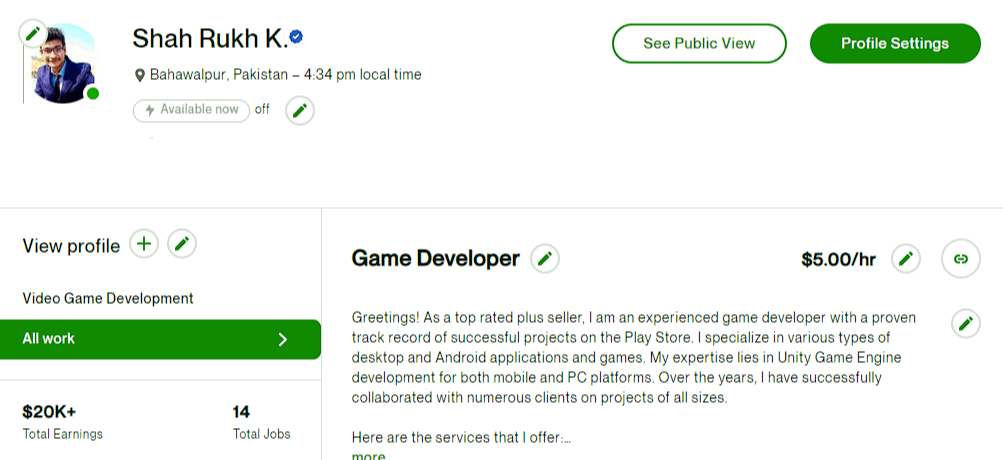 Shah Rukh K.
See Public View
Profile Settings
Bahawalpur, Pakistan – 4:34 pm local time
Available now off
View profile
Video Game Development
All work
$20K+ 14
Total Earnings Total Jobs
Game Developer $5.00/hr
Greetings! As a top rated plus seller, I am an experienced game developer with a proven
track record of successful projects on the Play Store. I specialize in various types of
desktop and Android applications and games. My expertise lies in Unity Game Engine
development for both mobile and PC platforms. Over the years, I have successfully
collaborated with numerous clients on projects of all sizes.
Here are the services that I offer:...
more